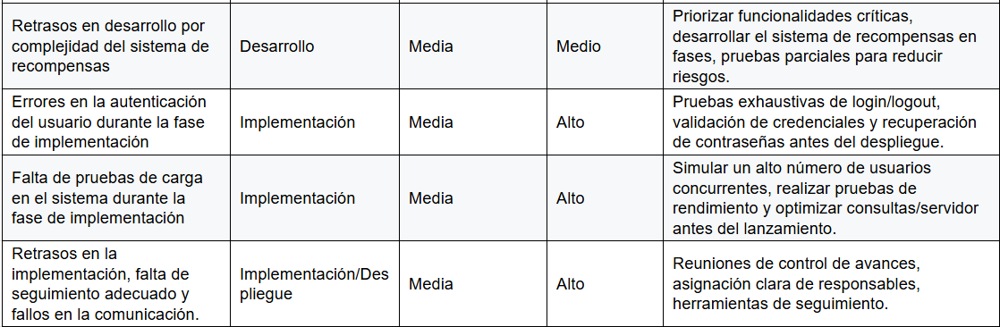 Retrasos en desarrollo por
complejidad del sistema de
recompensas
Desarrollo
Media
Medio
Priorizar funcionalidades críticas,
desarrollar el sistema de recompensas en
fases, pruebas parciales para reducir
riesgos.
Errores en la autenticación
del usuario durante la fase
de implementación
Implementación
Media
Alto
Pruebas exhaustivas de login/logout,
validación de credenciales y recuperación
de contraseñas antes del despliegue.
Falta de pruebas de carga
en el sistema durante la
fase de implementación
Implementación
Media
Alto
Simular un alto número de usuarios
concurrentes, realizar pruebas de
rendimiento y optimizar consultas/servidor
antes del lanzamiento.
Retrasos en la
implementación, falta de
seguimiento adecuado y
fallos en la comunicación.
Implementación/Des
pliegue
Media
Alto
Reuniones de control de avances,
asignación clara de responsables,
herramientas de seguimiento.